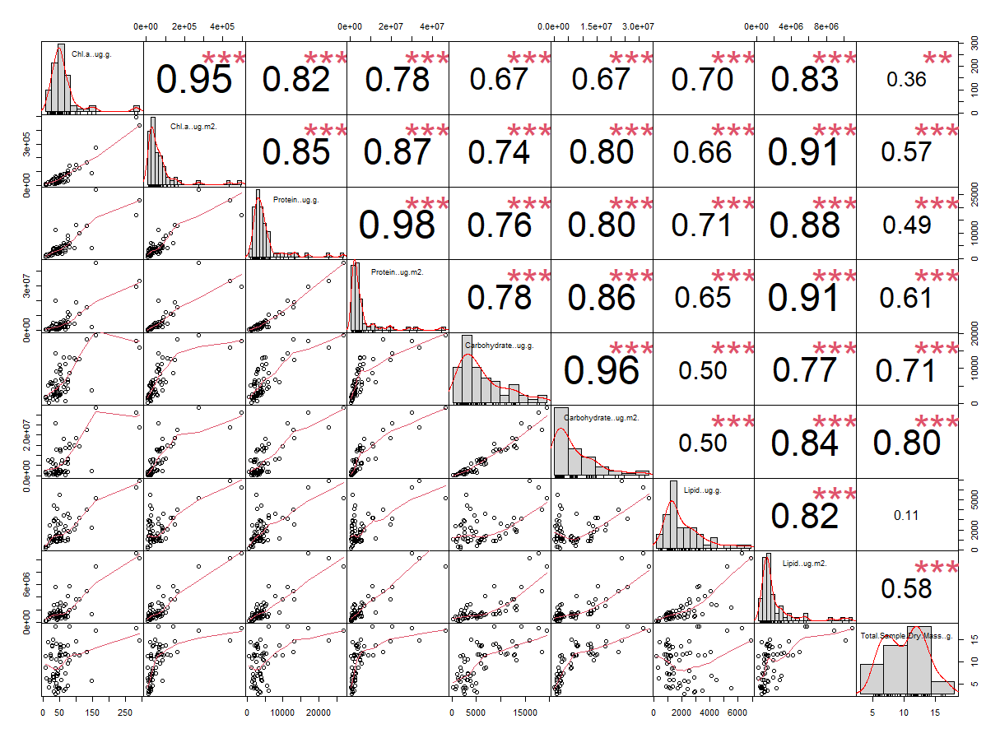 0e+00 2e+05 4e+05 0e+00 2e+07 4e+07 0.0e+00 1.5e+07 3.0e+07 0e+00 4e+06 8e+06
Chl.a..ug.g. *** 0.95 *** 0.82 *** 0.78 *** 0.67 *** 0.67 *** 0.70 *** 0.83 ** 0.36 0 100 200 300
0e+00 3e+05 Chl.a..ug.m2. *** 0.85 *** 0.87 *** 0.74 *** 0.80 *** 0.66 *** 0.91 *** 0.57
Protein..ug.g. *** 0.98 *** 0.76 *** 0.80 *** 0.71 *** 0.88 *** 0.49 0 10000 25000
0e+00 3e+07 Protein..ug.m2. *** 0.78 *** 0.86 *** 0.65 *** 0.91 *** 0.61
Carbohydrate..ug.g. *** 0.96 *** 0.50 *** 0.77 *** 0.71 0 10000 20000
0.0e+00 2.0e+07 Carbohydrate..ug.m2. *** 0.50 *** 0.84 *** 0.80
Lipid..ug.g. *** 0.82 0.11 0 2000 5000
0e+00 6e+06 Lipid..ug.m2. *** 0.58
Total.Sample.Dry.Mass..g. 5 10 15
0 50 150 250 0 10000 0 5000 15000 0 2000 4000 6000 5 10 15